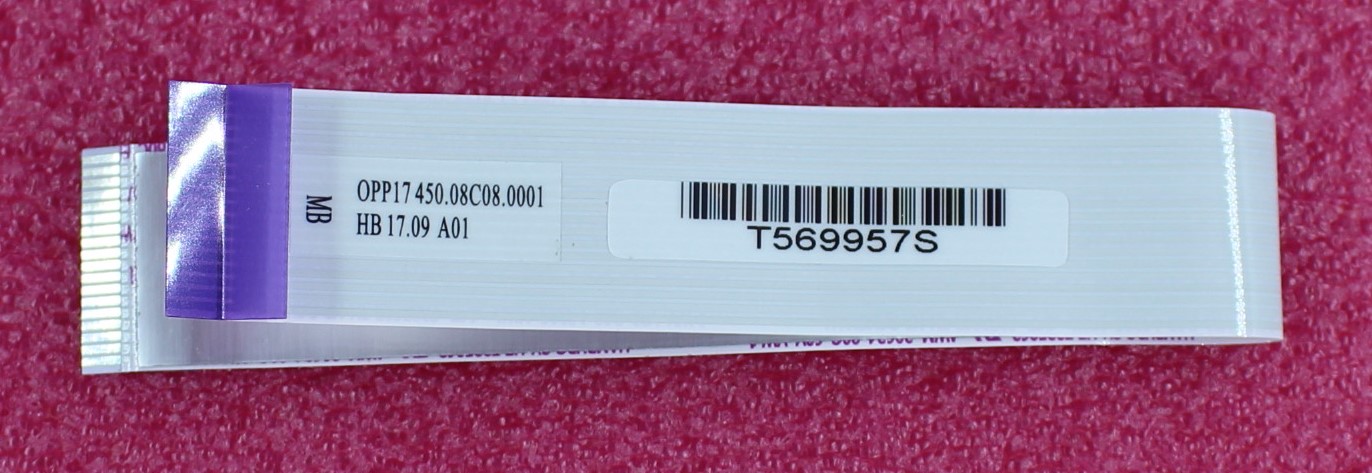 MB
OPP17 450.08C08.0001
HB 17.09 A01
T569957S